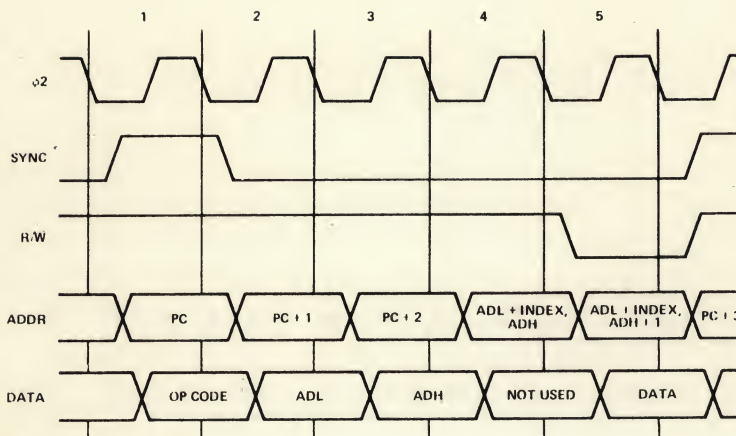 1 2 3 4 5
φ2
SYNC
R/W
ADDR PC PC + 1 PC + 2 ADL + INDEX, ADH ADL + INDEX, ADH + 1 PC + 3
DATA OP CODE ADL ADH NOT USED DATA